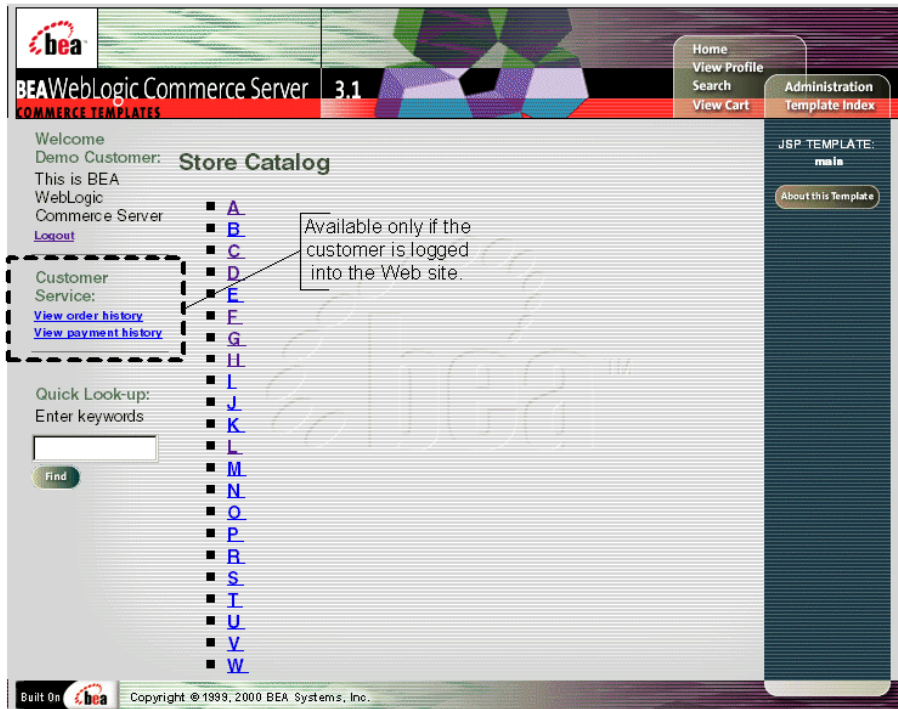 bea
Home
View Profile
Search
View Cart
BEAWebLogic Commerce Server 3.1
COMMERCE TEMPLATES
Administration
Template Index
Welcome
Demo Customer:
This is BEA
WebLogic
Commerce Server
Logout
Customer
Service:
View order history
View payment history
Quick Look-up:
Enter keywords
Find
Store Catalog
A
B
C
D
E
F
G
H
I
J
K
L
M
N
O
P
R
S
T
U
V
W
Available only if the
customer is logged
into the Web site.
bea TM
JSP TEMPLATE:
main
About this Template
Built On bea Copyright © 1999, 2000 BEA Systems, Inc.